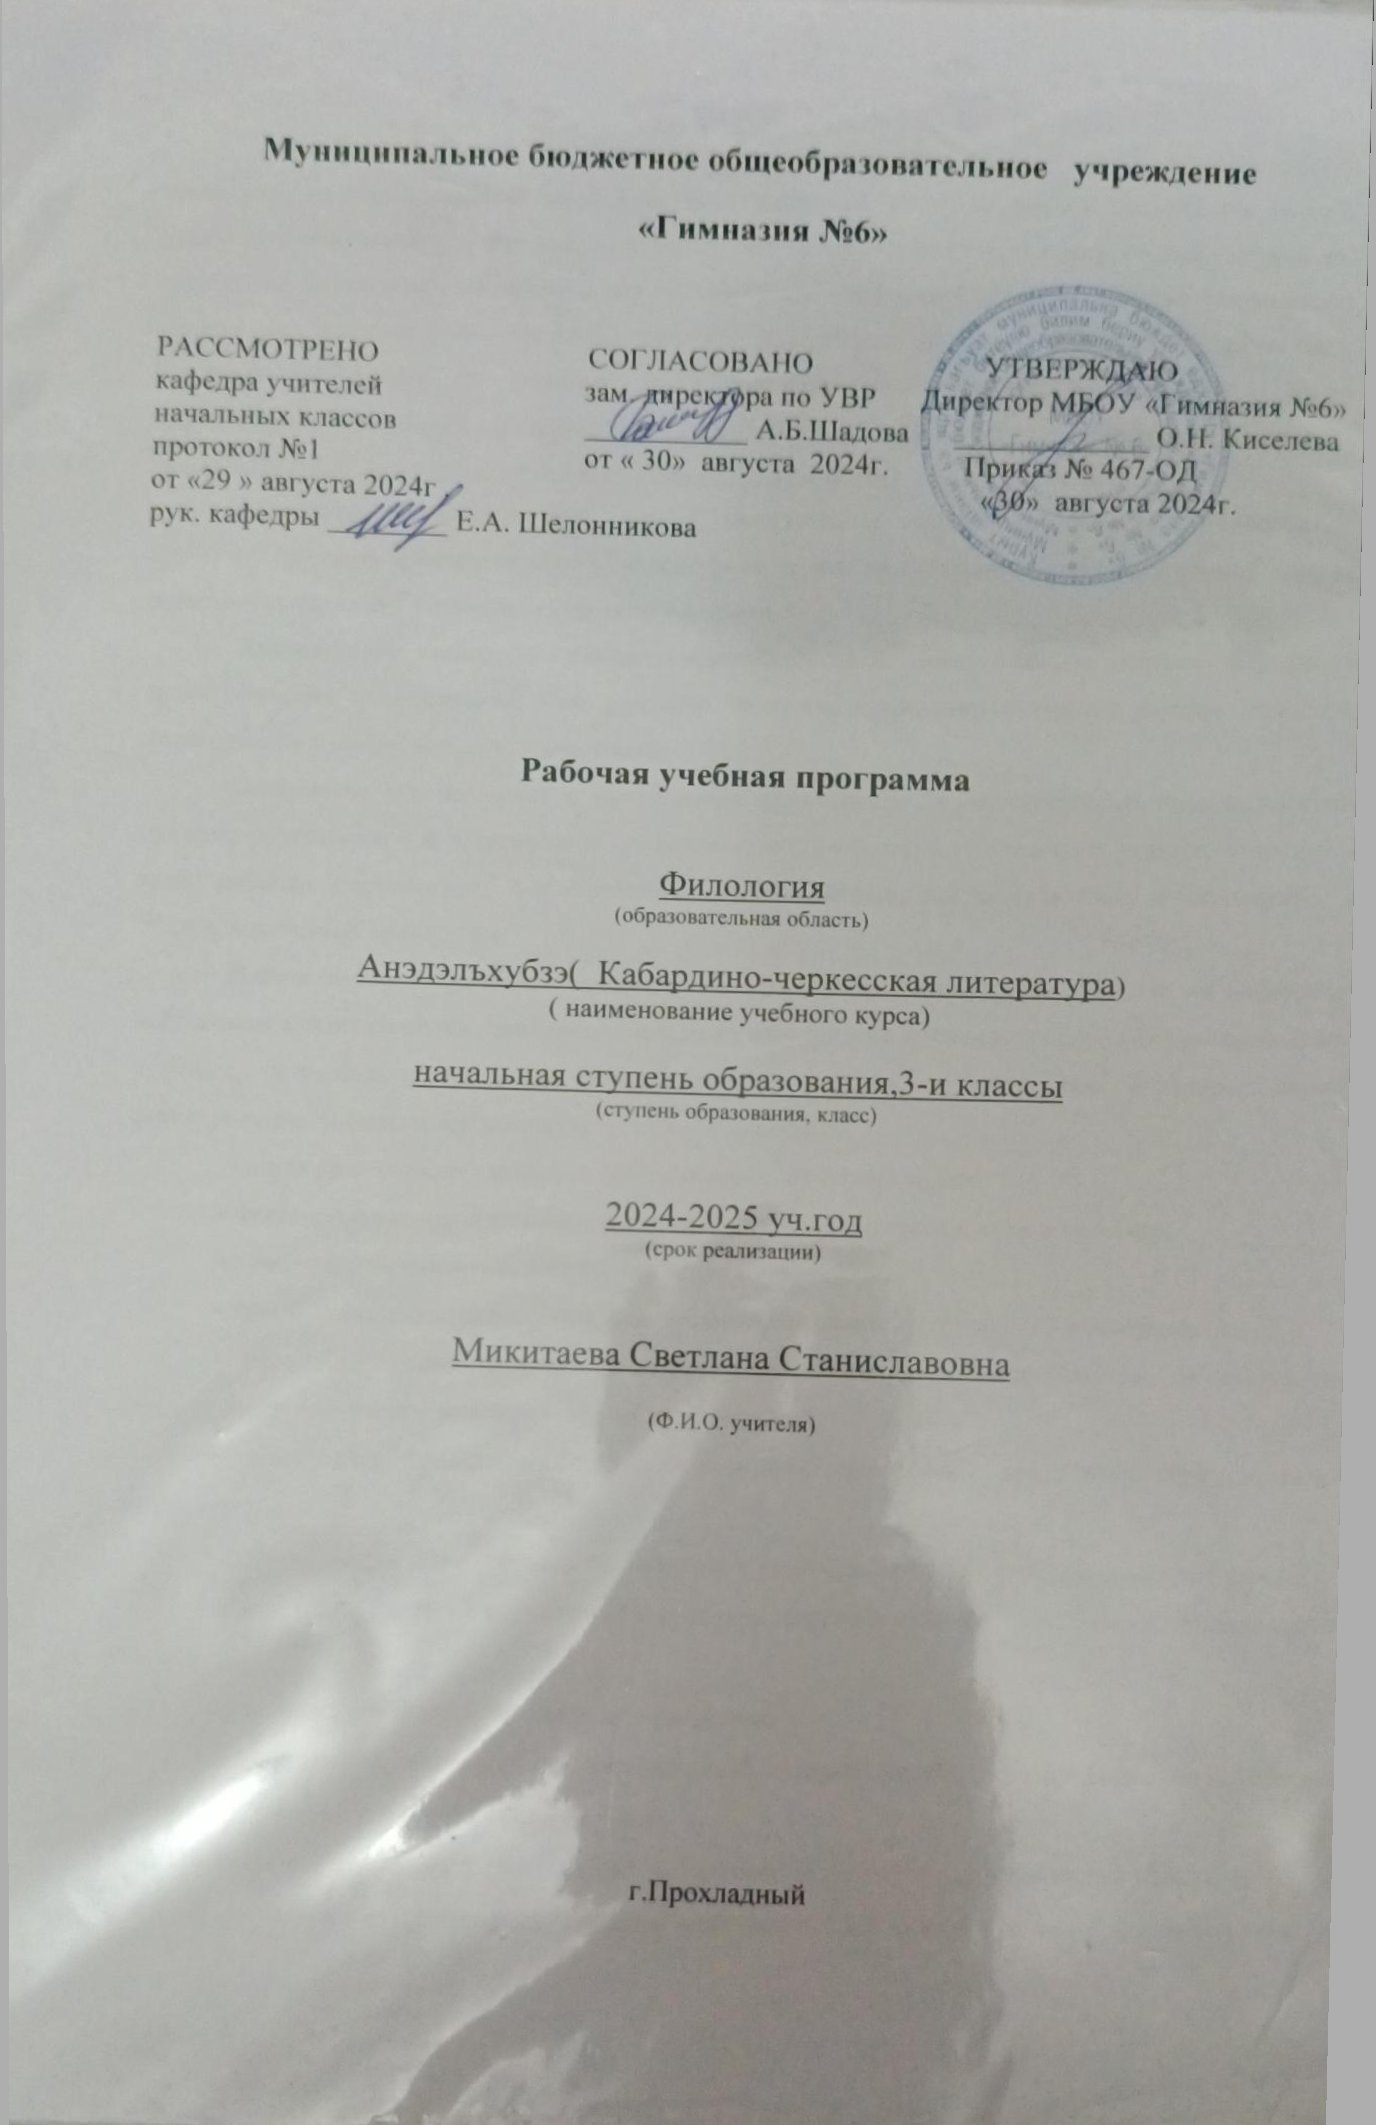 Муниципальное бюджетное общеобразовательное учреждение
«Гимназия №6»
РАССМОТРЕНО
кафедра учителей
начальных классов
протокол №1
от «29 » августа 2024г
рук. кафедры ________ Е.А. Шелонникова
СОГЛАСОВАНО
зам. директора по УВР
___________ А.Б.Шадова
от « 30» августа 2024г.
УТВЕРЖДАЮ
Директор МБОУ «Гимназия №6»
_____________ О.Н. Киселева
Приказ № 467-ОД
«30» августа 2024г.
Рабочая учебная программа
Филология
(образовательная область)
Анэдэлъхубзэ( Кабардино-черкесская литература)
( наименование учебного курса)
начальная ступень образования,3-и классы
(ступень образования, класс)
2024-2025 уч.год
(срок реализации)
Микитаева Светлана Станиславовна
(Ф.И.О. учителя)
г.Прохладный